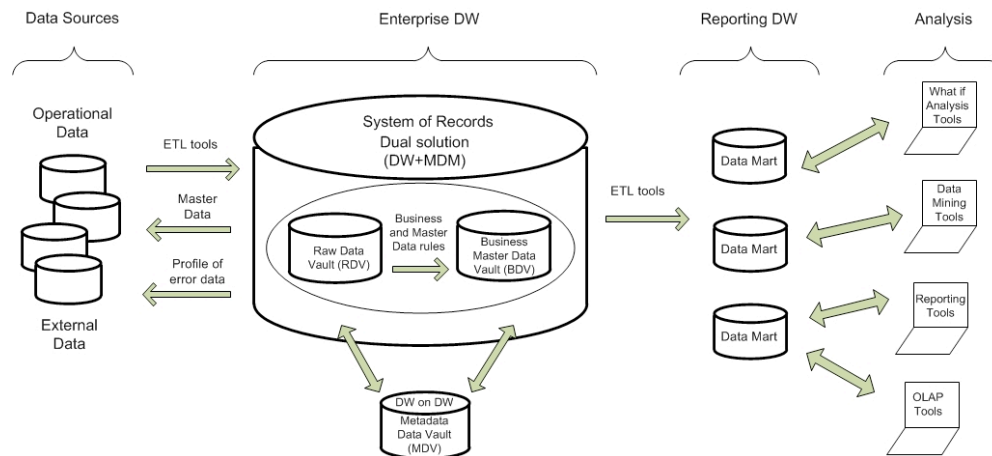 Data Sources
Enterprise DW
Reporting DW
Analysis
Operational
Data
External
Data
ETL tools
Master
Data
Profile of
error data
System of Records
Dual solution
(DW+MDM)
Raw Data
Vault (RDV)
Business
and Master
Data rules
Business
Master Data
Vault (BDV)
DW on DW
Metadata
Data Vault
(MDV)
ETL tools
Data Mart
Data Mart
Data Mart
What if
Analysis
Tools
Data
Mining
Tools
Reporting
Tools
OLAP
Tools